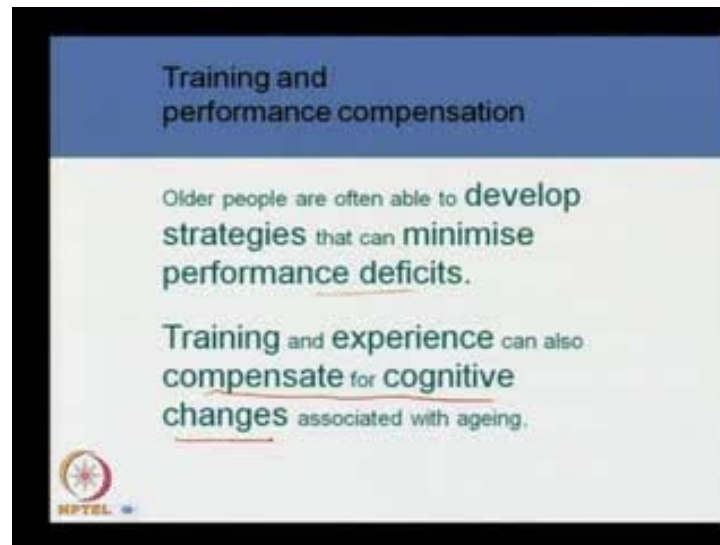 Training and
performance compensation
Older people are often able to develop
strategies that can minimise
performance deficits.
Training and experience can also
compensate for cognitive
changes associated with ageing.
NPTEL